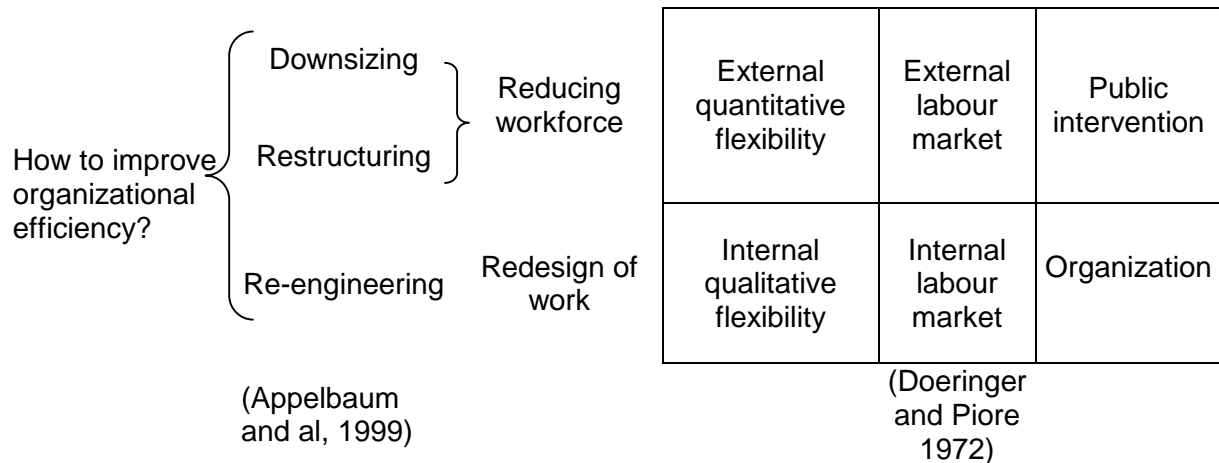 How to improve
organizational
efficiency?
Downsizing
Restructuring
Re-engineering
Reducing
workforce
Redesign of
work
External
quantitative
flexibility
External
labour
market
Public
intervention
Internal
qualitative
flexibility
Internal
labour
market
Organization
(Appelbaum
and al, 1999)
(Doeringer
and Piore
1972)